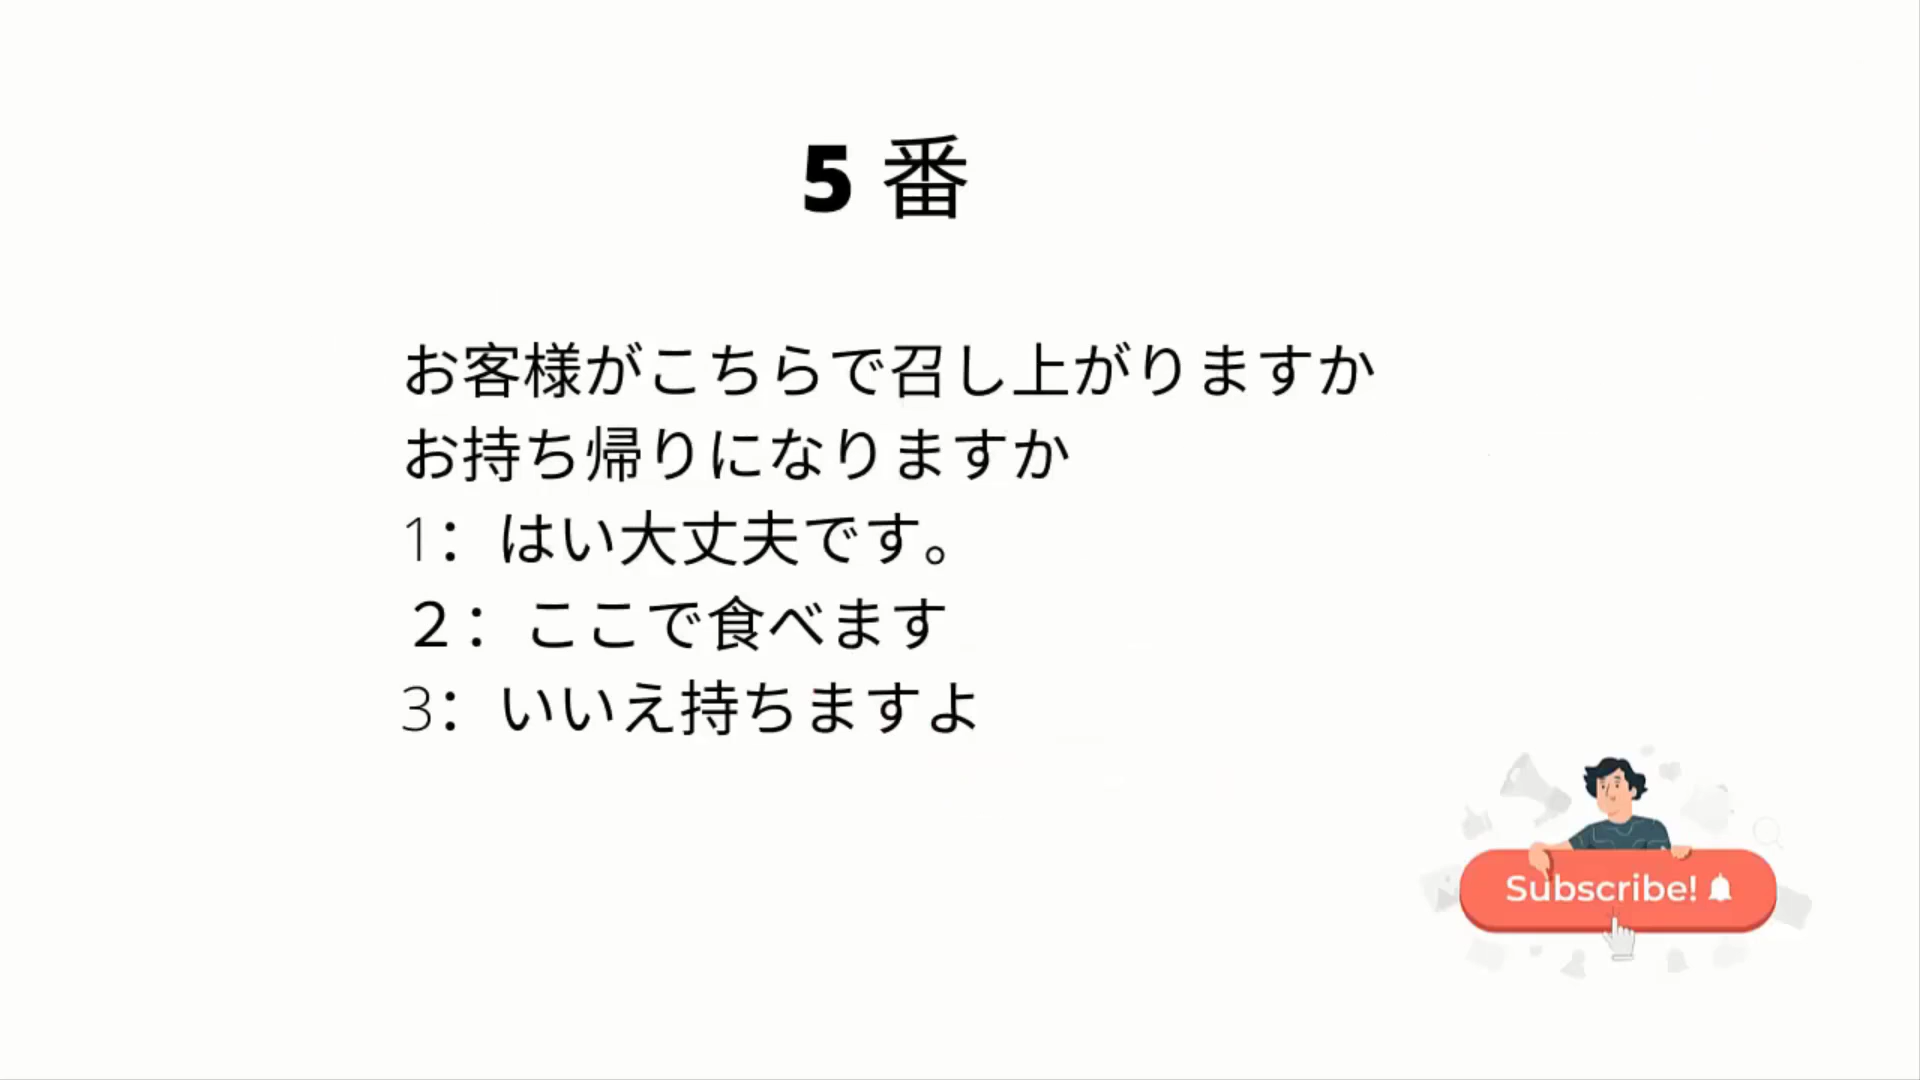 5 番
お客様がこちらで召し上がりますか
お持ち帰りになりますか
1：はい大丈夫です。
２：ここで食べます
3：いいえ持ちますよ
Subscribe!